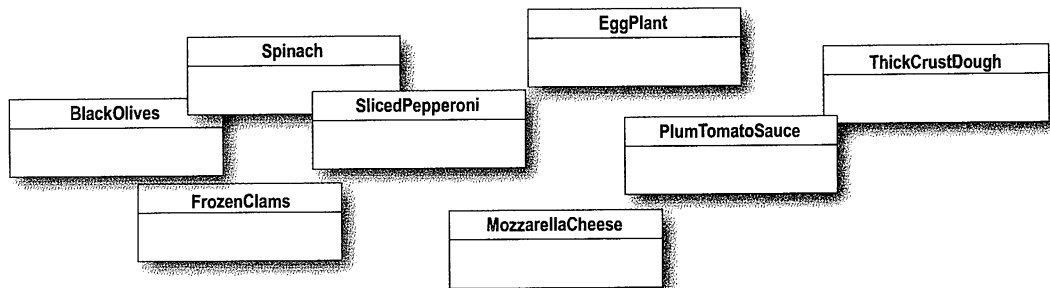 EggPlant
Spinach
ThickCrustDough
SlicedPepperoni
BlackOlives
PlumTomatoSauce
FrozenClams
MozzarellaCheese